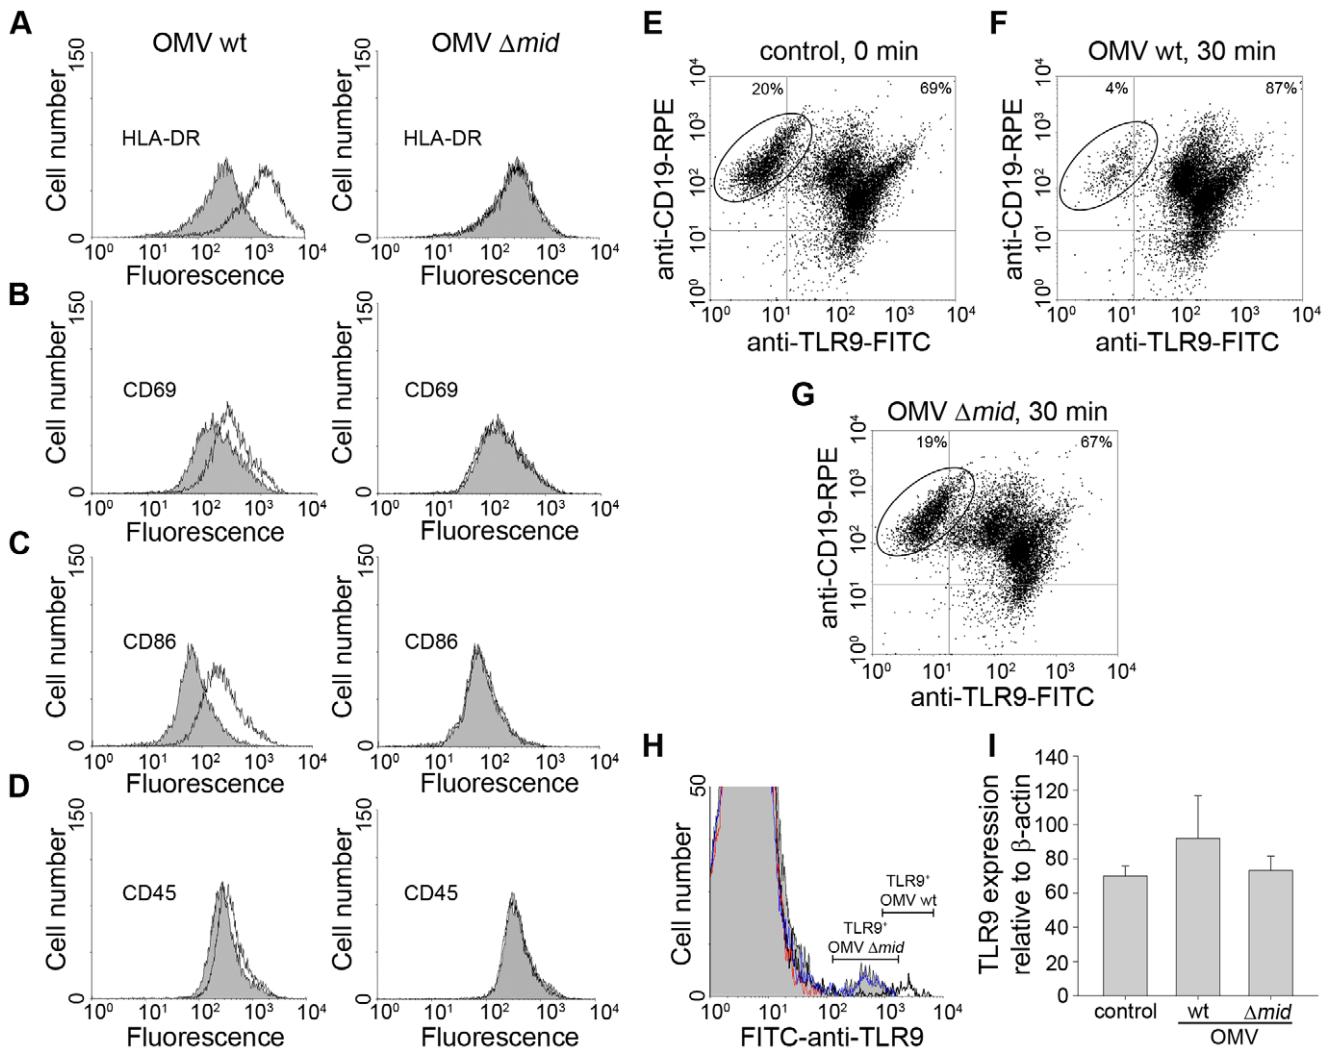 A
OMV wt
OMV Δmid
150
Cell number
0
HLA-DR
10⁰ 10¹ 10² 10³ 10⁴
Fluorescence
150
Cell number
0
HLA-DR
10⁰ 10¹ 10² 10³ 10⁴
Fluorescence
B
150
Cell number
0
CD69
10⁰ 10¹ 10² 10³ 10⁴
Fluorescence
150
Cell number
0
CD69
10⁰ 10¹ 10² 10³ 10⁴
Fluorescence
C
150
Cell number
0
CD86
10⁰ 10¹ 10² 10³ 10⁴
Fluorescence
150
Cell number
0
CD86
10⁰ 10¹ 10² 10³ 10⁴
Fluorescence
D
150
Cell number
0
CD45
10⁰ 10¹ 10² 10³ 10⁴
Fluorescence
150
Cell number
0
CD45
10⁰ 10¹ 10² 10³ 10⁴
Fluorescence
E
control, 0 min
20% 69%
anti-CD19-RPE
10⁴
10³
10²
10¹
10⁰
10⁰ 10¹ 10² 10³ 10⁴
anti-TLR9-FITC
F
OMV wt, 30 min
4% 87%
anti-CD19-RPE
10⁴
10³
10²
10¹
10⁰
10⁰ 10¹ 10² 10³ 10⁴
anti-TLR9-FITC
G
OMV Δmid, 30 min
19% 67%
anti-CD19-RPE
10⁴
10³
10²
10¹
10⁰
10⁰ 10¹ 10² 10³ 10⁴
anti-TLR9-FITC
H
50
Cell number
0
TLR9⁺
OMV wt
TLR9⁺
OMV Δmid
10⁰ 10¹ 10² 10³ 10⁴
FITC-anti-TLR9
I
TLR9 expression
relative to β-actin
140
120
100
80
60
40
20
0
control wt Δmid
OMV